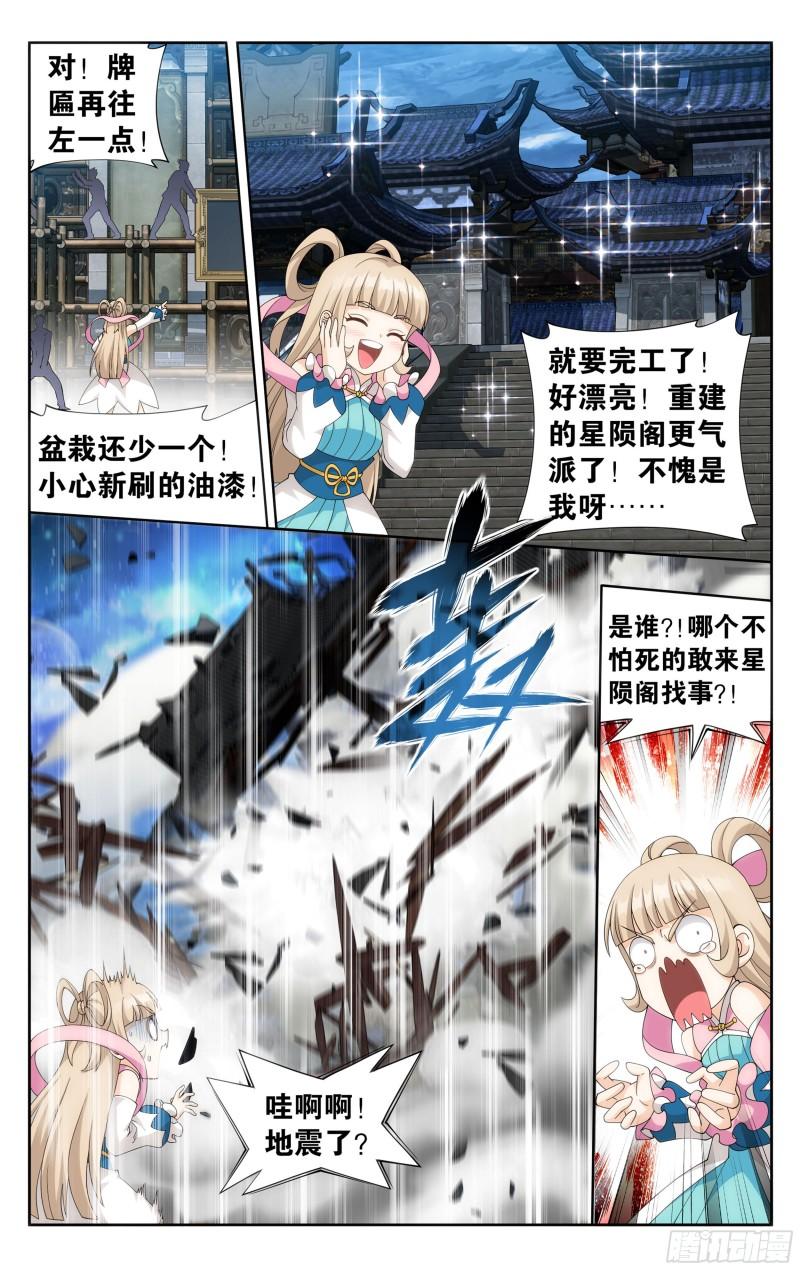 对！牌
匾再往
左一点！
盆栽还少一个！
小心新刷的油漆！
就要完工了！
好漂亮！重建
的星陨阁更气
派了！不愧是
我呀……
是谁?!哪个不
怕死的敢来星
陨阁找事?!
哇啊啊！
地震了？
腾讯动漫